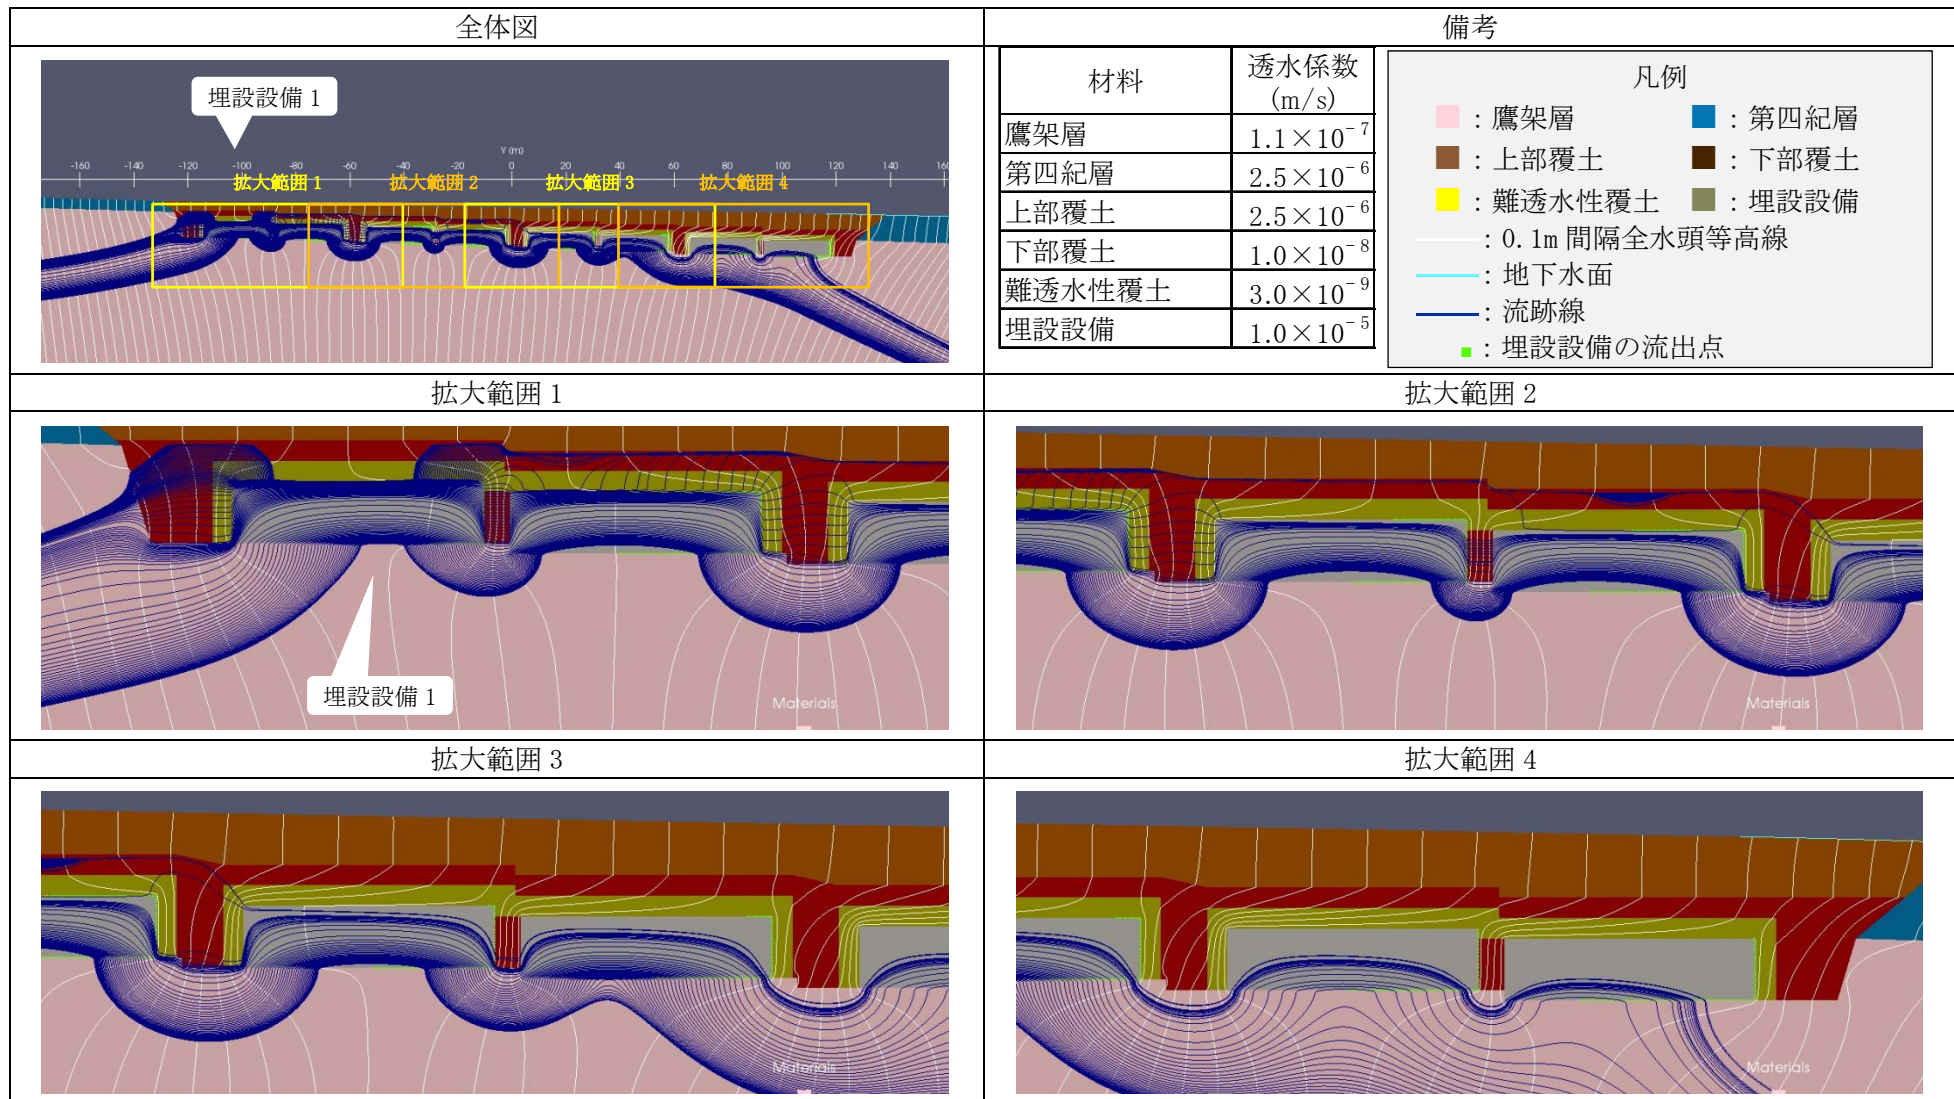 全体図
備考
埋設設備 1
Y (m)
-160 -140 -120 -100 -80 -60 -40 -20 0 20 40 60 80 100 120 140 160
拡大範囲 1 拡大範囲 2 拡大範囲 3 拡大範囲 4
材料 透水係数
(m/s)
鷹架層 1.1×10⁻⁷
第四紀層 2.5×10⁻⁶
上部覆土 2.5×10⁻⁶
下部覆土 1.0×10⁻⁸
難透水性覆土 3.0×10⁻⁹
埋設設備 1.0×10⁻⁵
凡例
：鷹架層 ：第四紀層
：上部覆土 ：下部覆土
：難透水性覆土 ：埋設設備
：0.1m 間隔全水頭等高線
：地下水面
：流跡線
：埋設設備の流出点
拡大範囲 1
拡大範囲 2
埋設設備 1
Materials
Materials
拡大範囲 3
拡大範囲 4
Materials
Materials